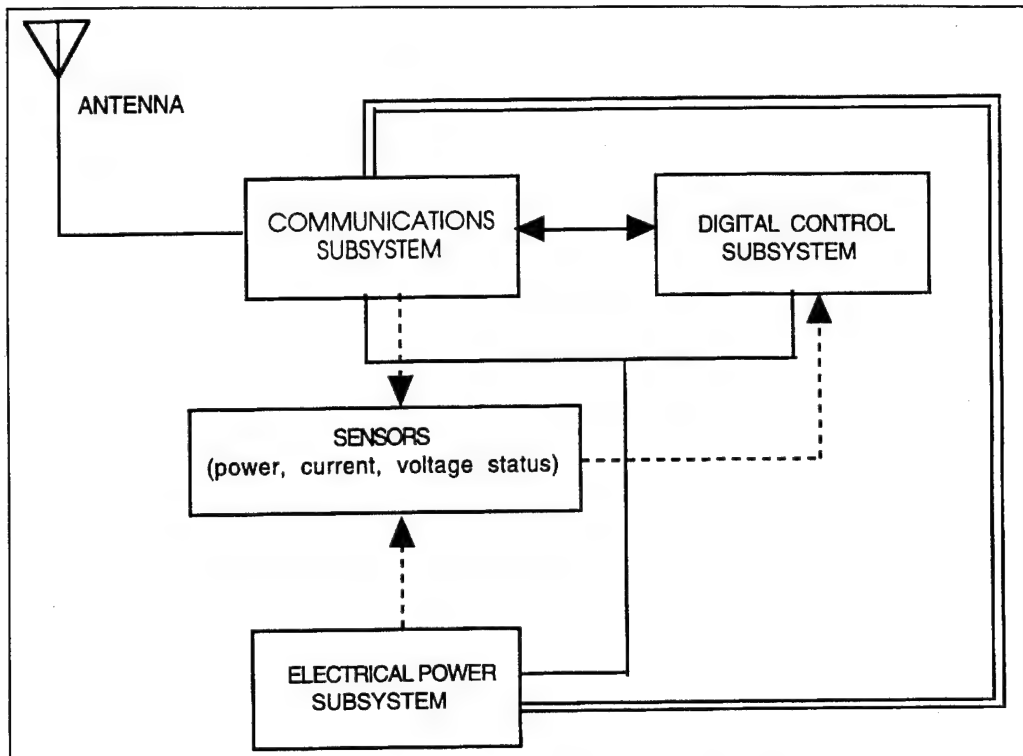 ANTENNA
COMMUNICATIONS
SUBSYSTEM
DIGITAL CONTROL
SUBSYSTEM
SENSORS
(power, current, voltage status)
ELECTRICAL POWER
SUBSYSTEM